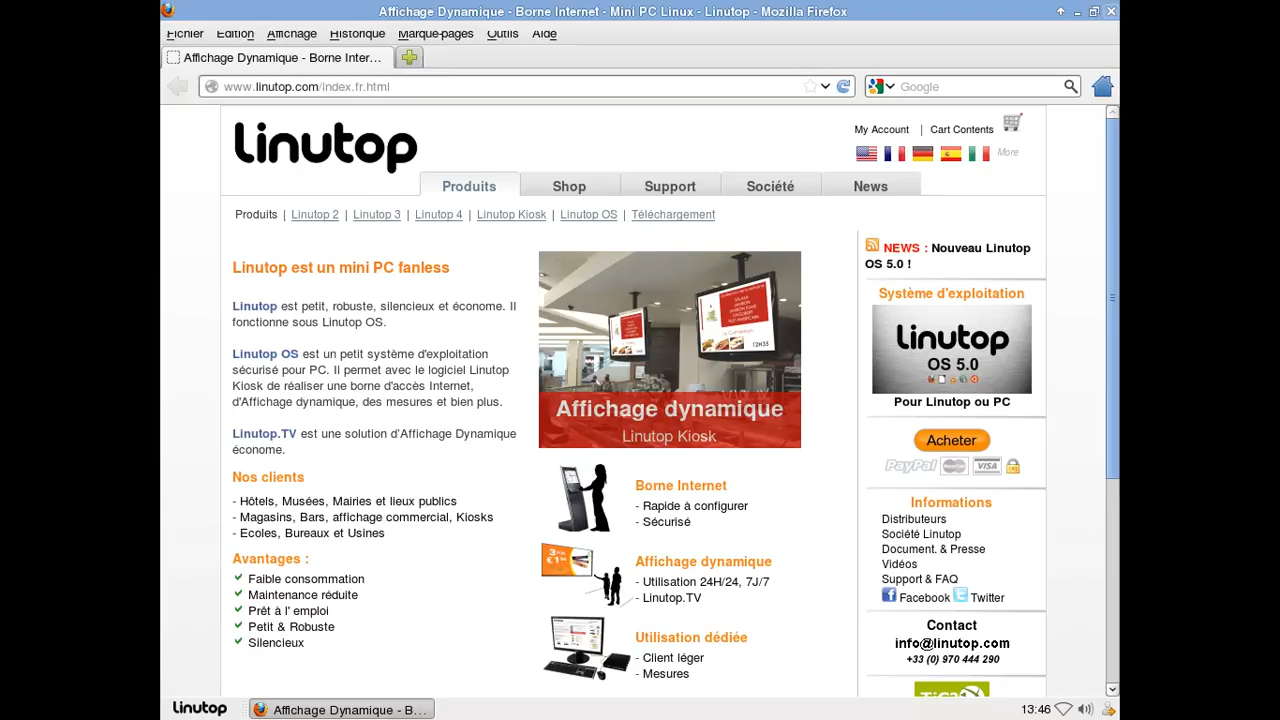 Affichage Dynamique - Borne Internet - Mini PC Linux - Linutop - Mozilla Firefox
Fichier Edition Affichage Historique Marque-pages Outils Aide
Affichage Dynamique - Borne Inter...
www.linutop.com/index.fr.html
Google
linutop
My Account | Cart Contents
More
Produits Shop Support Société News
Produits | Linutop 2 | Linutop 3 | Linutop 4 | Linutop Kiosk | Linutop OS | Téléchargement
Linutop est un mini PC fanless
Linutop est petit, robuste, silencieux et économe. Il
fonctionne sous Linutop OS.
Linutop OS est un petit système d'exploitation
sécurisé pour PC. Il permet avec le logiciel Linutop
Kiosk de réaliser une borne d'accès Internet,
d'Affichage dynamique, des mesures et bien plus.
Linutop.TV est une solution d'Affichage Dynamique
économe.
Nos clients
- Hôtels, Musées, Mairies et lieux publics
- Magasins, Bars, affichage commercial, Kiosks
- Ecoles, Bureaux et Usines
Avantages :
Faible consommation
Maintenance réduite
Prêt à l' emploi
Petit & Robuste
Silencieux
12H35
Affichage dynamique
Linutop Kiosk
Borne Internet
- Rapide à configurer
- Sécurisé
Affichage dynamique
- Utilisation 24H/24, 7J/7
- Linutop.TV
Utilisation dédiée
- Client léger
- Mesures
NEWS : Nouveau Linutop
OS 5.0 !
Système d'exploitation
linutop
OS 5.0
Pour Linutop ou PC
Acheter
PayPal VISA
Informations
Distributeurs
Société Linutop
Document. & Presse
Vidéos
Support & FAQ
Facebook Twitter
Contact
info@linutop.com
+33 (0) 970 444 290
linutop
Affichage Dynamique - B...
13:46